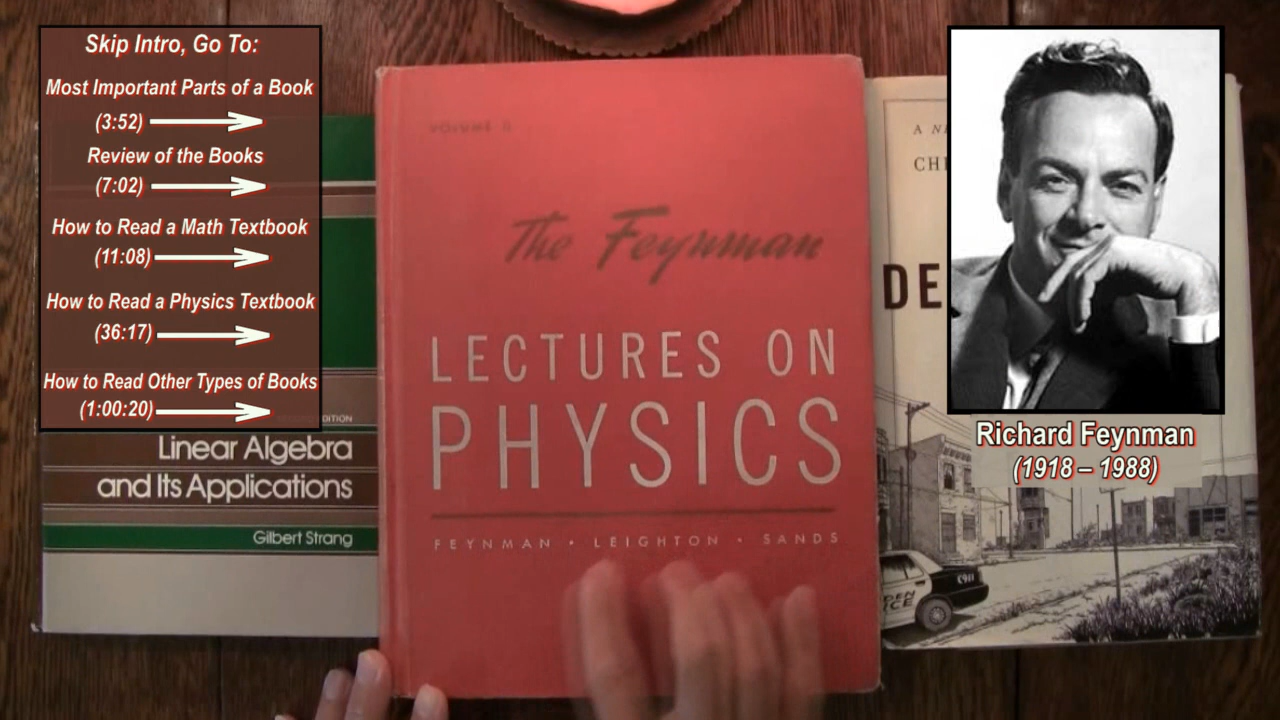 Skip Intro, Go To:
Most Important Parts of a Book
(3:52)
Review of the Books
(7:02)
How to Read a Math Textbook
(11:08)
How to Read a Physics Textbook
(36:17)
How to Read Other Types of Books
(1:00:20)
EDITION
Linear Algebra
and Its Applications
Gilbert Strang
VOLUME II
The Feynman
LECTURES ON
PHYSICS
FEYNMAN • LEIGHTON • SANDS
A
CH
DE
Richard Feynman
(1918 – 1988)